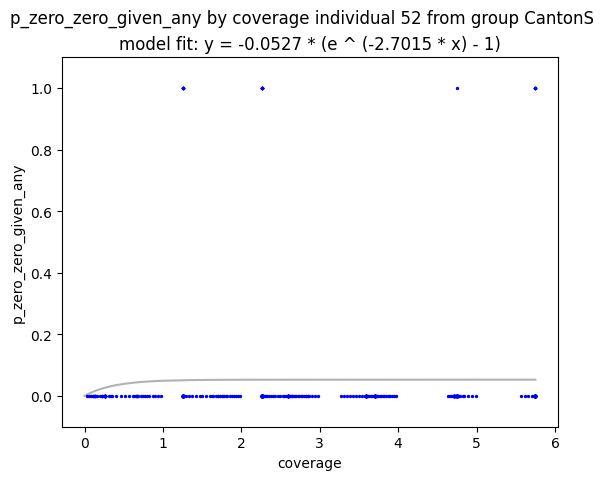 p_zero_zero_given_any by coverage individual 52 from group CantonS
model fit: y = -0.0527 * (e ^ (-2.7015 * x) - 1)
1.0
0.8
0.6
0.4
0.2
0.0
p_zero_zero_given_any
0 1 2 3 4 5 6
coverage